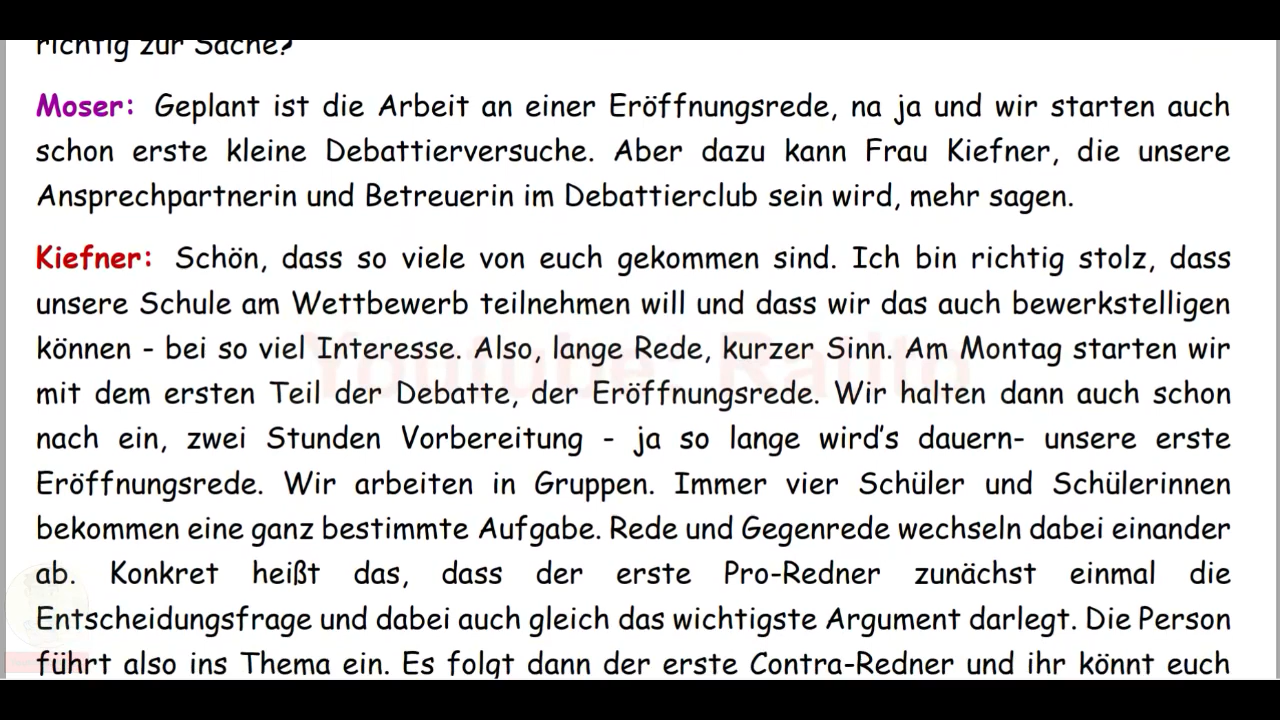 richtig zur Sache?
Moser: Geplant ist die Arbeit an einer Eröffnungsrede, na ja und wir starten auch
schon erste kleine Debattierversuche. Aber dazu kann Frau Kiefner, die unsere
Ansprechpartnerin und Betreuerin im Debattierclub sein wird, mehr sagen.
Kiefner: Schön, dass so viele von euch gekommen sind. Ich bin richtig stolz, dass
unsere Schule am Wettbewerb teilnehmen will und dass wir das auch bewerkstelligen
können - bei so viel Interesse. Also, lange Rede, kurzer Sinn. Am Montag starten wir
mit dem ersten Teil der Debatte, der Eröffnungsrede. Wir halten dann auch schon
nach ein, zwei Stunden Vorbereitung - ja so lange wird's dauern- unsere erste
Eröffnungsrede. Wir arbeiten in Gruppen. Immer vier Schüler und Schülerinnen
bekommen eine ganz bestimmte Aufgabe. Rede und Gegenrede wechseln dabei einander
ab. Konkret heißt das, dass der erste Pro-Redner zunächst einmal die
Entscheidungsfrage und dabei auch gleich das wichtigste Argument darlegt. Die Person
führt also ins Thema ein. Es folgt dann der erste Contra-Redner und ihr könnt euch